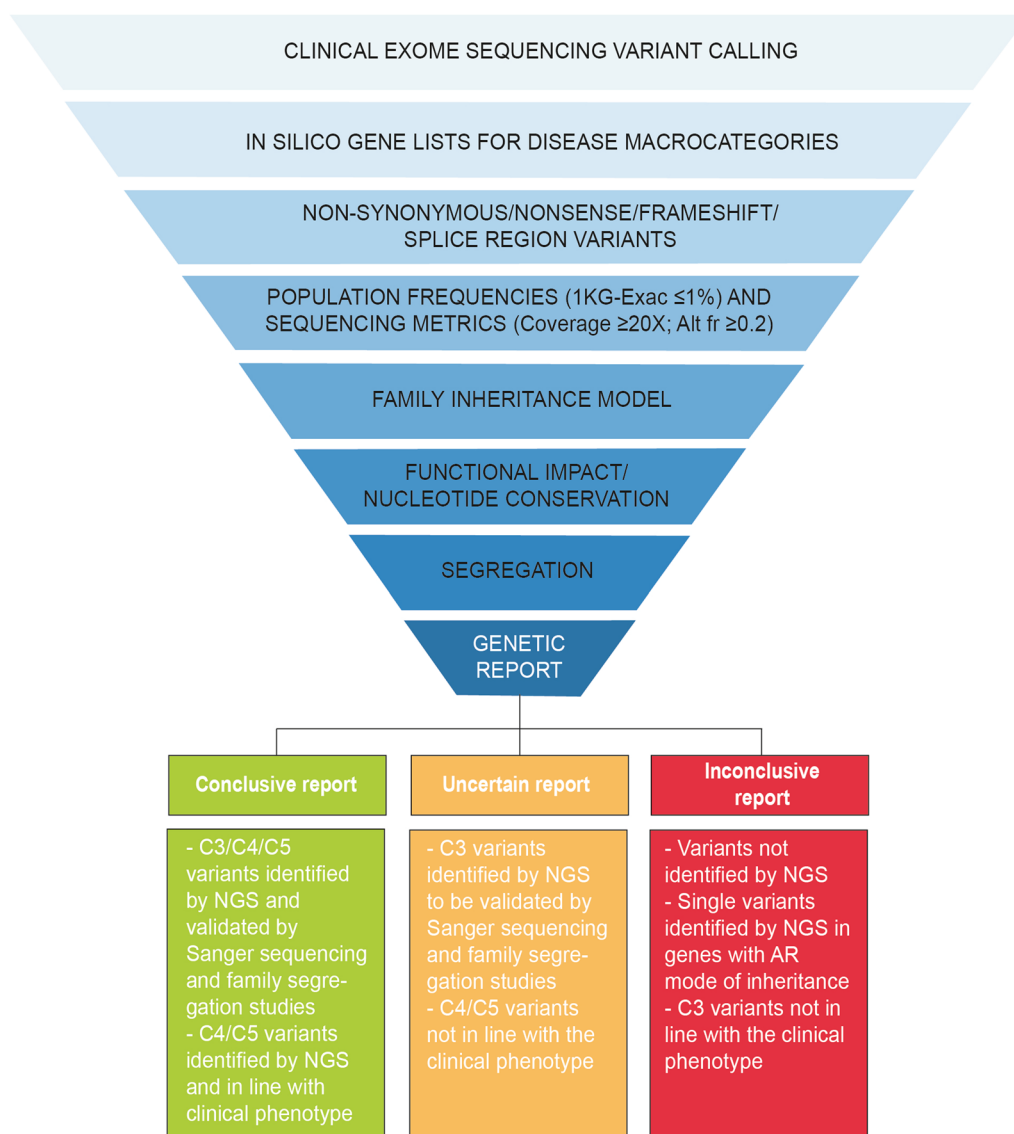 CLINICAL EXOME SEQUENCING VARIANT CALLING
IN SILICO GENE LISTS FOR DISEASE MACROCATEGORIES
NON-SYNONYMOUS/NONSENSE/FRAMESHIFT/
SPLICE REGION VARIANTS
POPULATION FREQUENCIES (1KG-Exac ≤1%) AND
SEQUENCING METRICS (Coverage ≥20X; Alt fr ≥0.2)
FAMILY INHERITANCE MODEL
FUNCTIONAL IMPACT/
NUCLEOTIDE CONSERVATION
SEGREGATION
GENETIC
REPORT
Conclusive report
- C3/C4/C5
variants identified
by NGS and
validated by
Sanger sequencing
and family segre-
gation studies
- C4/C5 variants
identified by NGS
and in line with
clinical phenotype
Uncertain report
- C3 variants
identified by NGS
to be validated by
Sanger sequencing
and family segre-
gation studies
- C4/C5 variants
not in line with the
clinical phenotype
Inconclusive
report
- Variants not
identified by NGS
- Single variants
identified by NGS in
genes with AR
mode of inheritance
- C3 variants not in
line with the clinical
phenotype